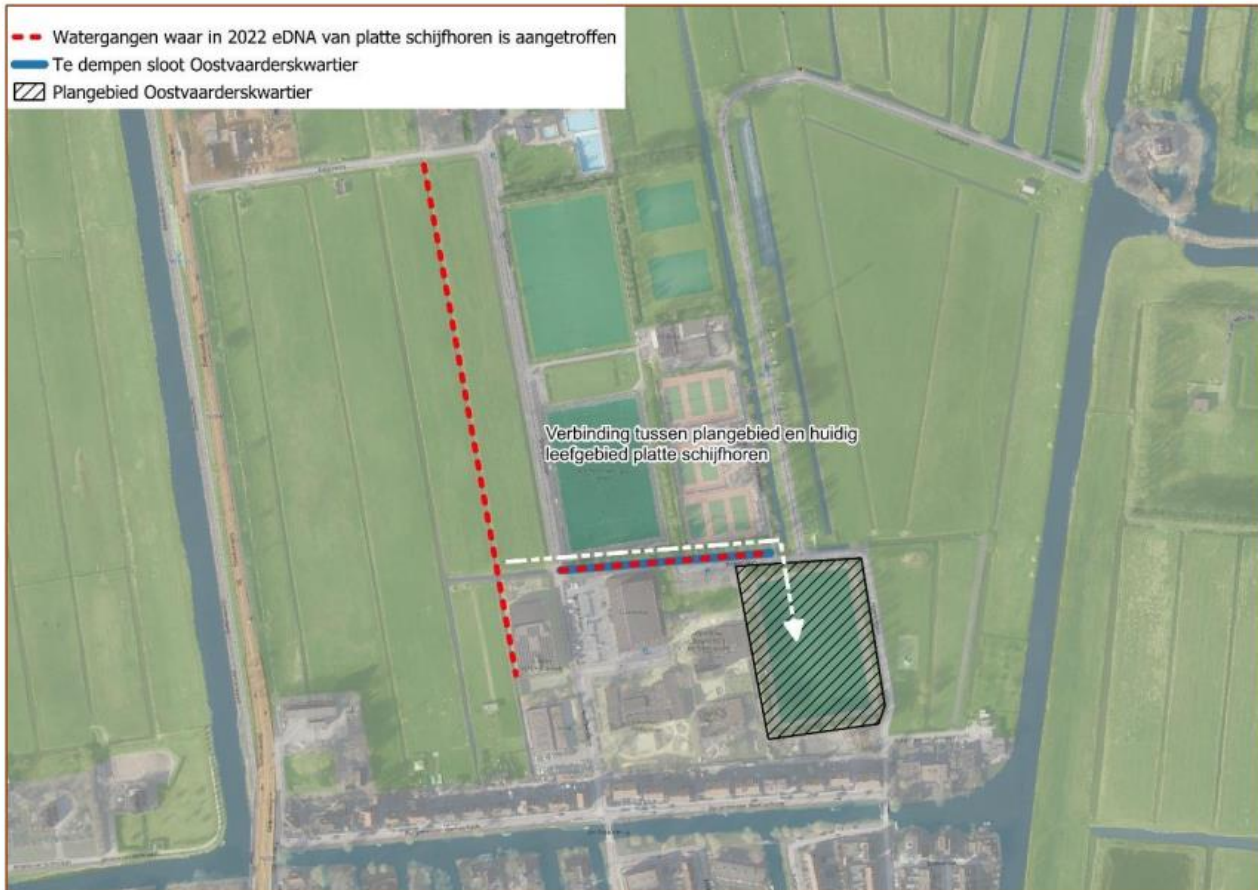 Watergangen waar in 2022 eDNA van platte schijfhoren is aangetroffen
Te dempen sloot Oostvaarderskwartier
Plangebied Oostvaarderskwartier
Verbinding tussen plangebied en huidig
leefgebied platte schijfhoren